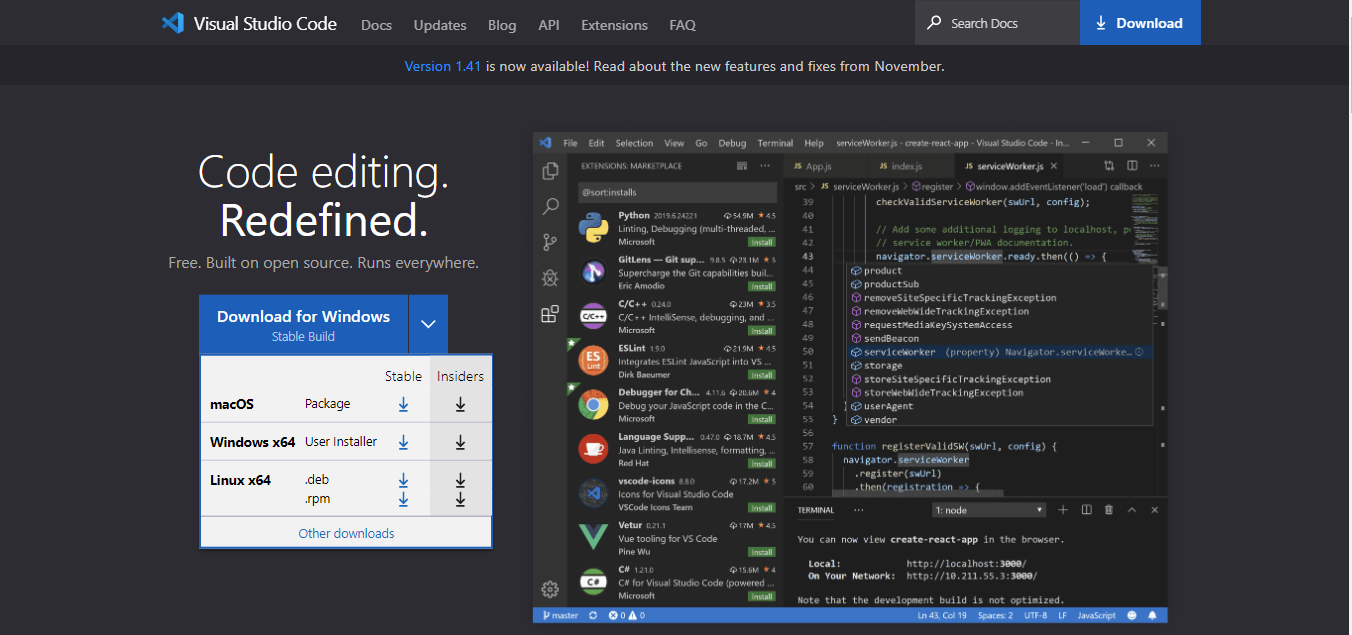 Visual Studio Code Docs Updates Blog API Extensions FAQ Search Docs Download
Version 1.41 is now available! Read about the new features and fixes from November.
Code editing.
Redefined.
Free. Built on open source. Runs everywhere.
Download for Windows
Stable Build
Stable Insiders
macOS Package
Windows x64 User Installer
Linux x64 .deb
.rpm
Other downloads
File Edit Selection View Go Debug Terminal Help serviceWorker.js - create-react-app - Visual Studio Code - In...
EXTENSIONS: MARKETPLACE
@sort:installs
Python 2019.6.24221 54.9M 4.5
Linting, Debugging (multi-threaded, ...
Microsoft Install
GitLens — Git sup... 9.8.5 23.1M 5
Supercharge the Git capabilities buil...
Eric Amodio Install
C/C++ 0.24.0 23M 3.5
C/C++ IntelliSense, debugging, and ...
Microsoft Install
ESLint 1.9.0 21.9M 4.5
Integrates ESLint JavaScript into VS ...
Dirk Baeumer Install
Debugger for Ch... 4.11.6 20.6M 4
Debug your JavaScript code in the C...
Microsoft Install
Language Supp... 0.47.0 18.7M 4.5
Java Linting, Intellisense, formatting, ...
Red Hat Install
vscode-icons 8.8.0 17.2M 5
Icons for Visual Studio Code
VSCode Icons Team Install
Vetur 0.21.1 17M 4.5
Vue tooling for VS Code
Pine Wu Install
C# 1.21.0 15.6M 4
C# for Visual Studio Code (powered ...
Microsoft Install
JS App.js JS index.js JS serviceWorker.js
src > JS serviceWorker.js > register > window.addEventListener('load') callback
39 checkValidServiceWorker(swUrl, config);
40
41 // Add some additional logging to localhost, p
42 // service worker/PWA documentation.
43 navigator.serviceWorker.ready.then(() => {
44 product
45 productSub
46 removeSiteSpecificTrackingException
47 removeWebWideTrackingException
48 requestMediaKeySystemAccess
49 sendBeacon
50 serviceWorker (property) Navigator.serviceWorke...
51 storage
52 storeSiteSpecificTrackingException
53 storeWebWideTrackingException
54 } userAgent
55 } vendor
56
57 function registerValidSW(swUrl, config) {
58 navigator.serviceWorker
59 .register(swUrl)
60 .then(registration => {
TERMINAL ... 1: node
You can now view create-react-app in the browser.
Local: http://localhost:3000/
On Your Network: http://10.211.55.3:3000/
Note that the development build is not optimized.
master 0 0 Ln 43, Col 19 Spaces: 2 UTF-8 LF JavaScript